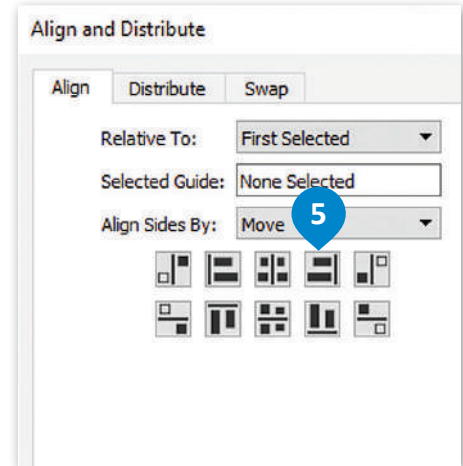 Align and Distribute
Align Distribute Swap
Relative To: First Selected
Selected Guide: None Selected
Align Sides By: Move
5